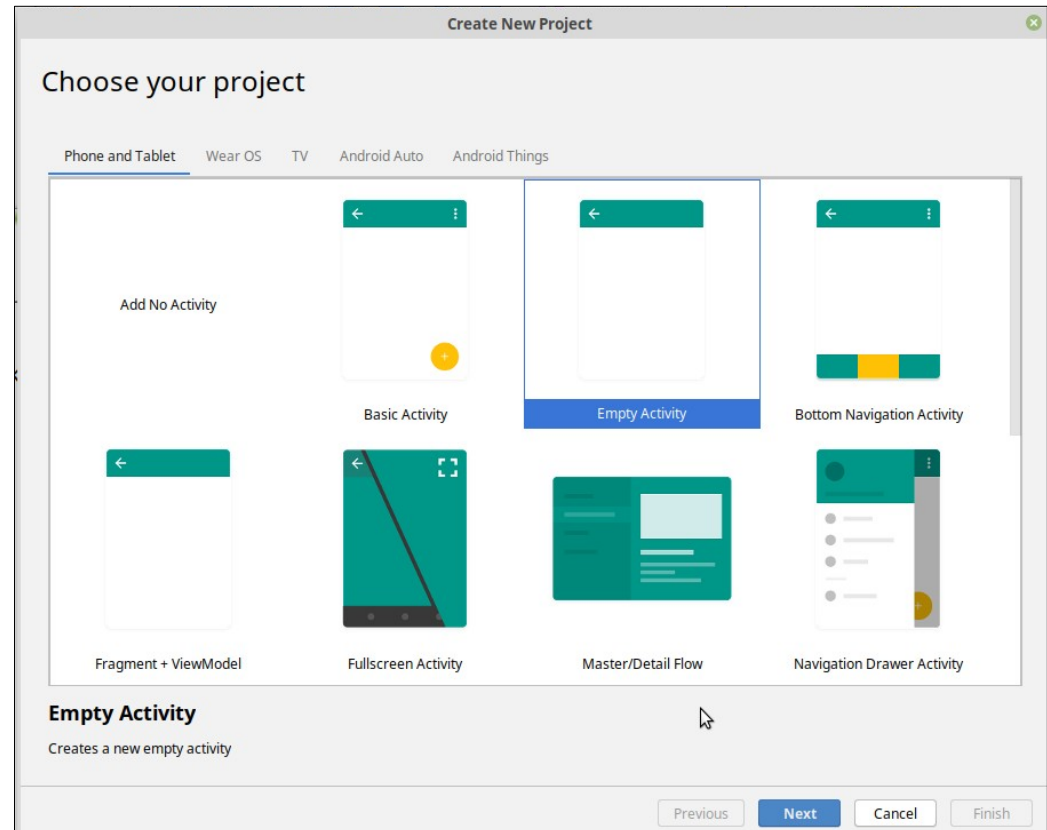 Create New Project
Choose your project
Phone and Tablet Wear OS TV Android Auto Android Things
Add No Activity
Basic Activity Empty Activity Bottom Navigation Activity
Fragment + ViewModel Fullscreen Activity Master/Detail Flow Navigation Drawer Activity
Empty Activity
Creates a new empty activity
Previous Next Cancel Finish